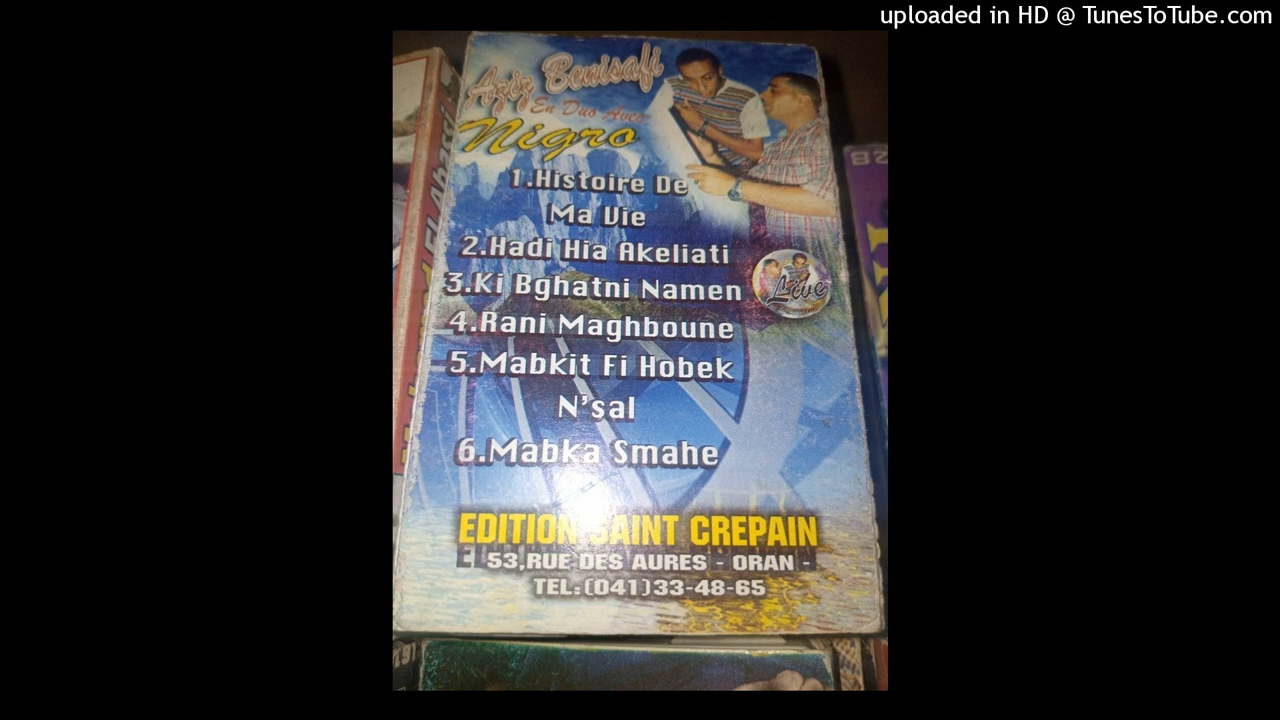 uploaded in HD @ TunesToTube.com
Aziz Benisafi
En Duo Avec
Nigro
1.Histoire De
Ma Vie
2.Hadi Hia Akeliati
3.Ki Bghatni Namen
Live
4.Rani Maghboune
5.Mabkit Fi Hobek
N'sal
6.Mabka Smahe
EDITION SAINT CREPAIN
53,RUE DES AURES - ORAN -
TEL:(041)33-48-65
28